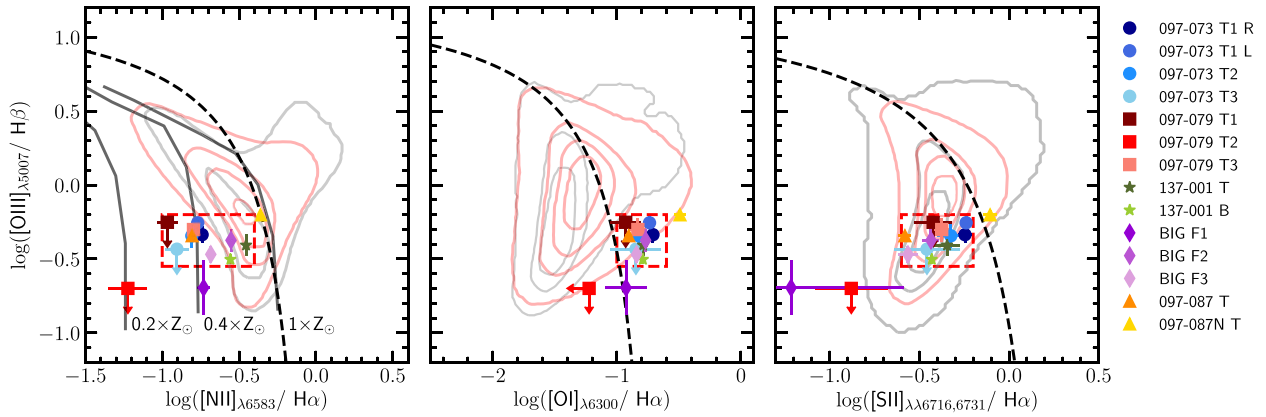 1.0
0.5
0.0
−0.5
−1.0
log([OIII]λ5007/ Hβ)
0.2×Z⊙ 0.4×Z⊙ 1×Z⊙
−1.5 −1.0 −0.5 0.0 0.5
log([NII]λ6583/ Hα)
−2 −1 0
log([OI]λ6300/ Hα)
−1.0 −0.5 0.0 0.5
log([SII]λλ6716,6731/ Hα)
097-073 T1 R
097-073 T1 L
097-073 T2
097-073 T3
097-079 T1
097-079 T2
097-079 T3
137-001 T
137-001 B
BIG F1
BIG F2
BIG F3
097-087 T
097-087N T